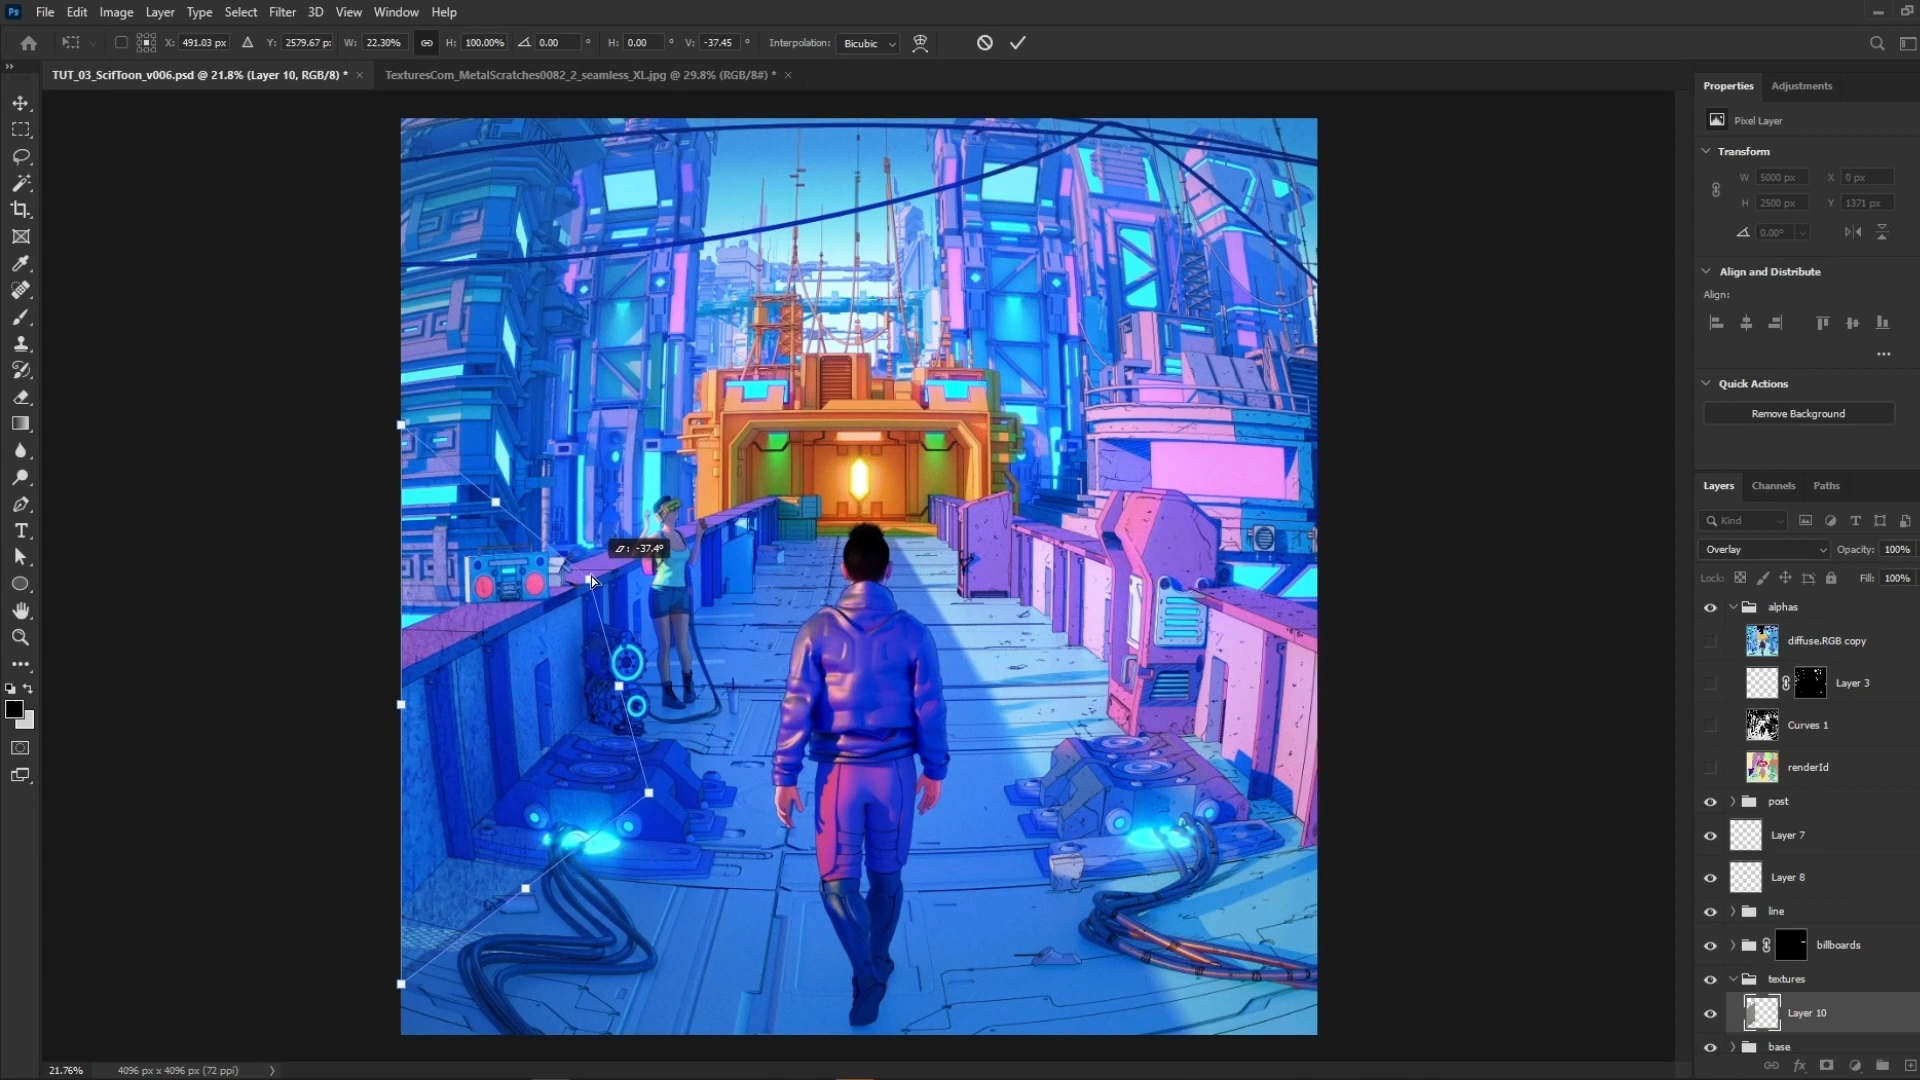 Ps File Edit Image Layer Type Select Filter 3D View Window Help
X: 491.03 px Y: 2579.67 px W: 22.30% H: 100.00% 0.00 ° H: 0.00 ° V: -37.45 ° Interpolation: Bicubic
TUT_03_ScifToon_v006.psd @ 21.8% (Layer 10, RGB/8) * × TexturesCom_MetalScratches0082_2_seamless_XL.jpg @ 29.8% (RGB/8#) * ×
Properties Adjustments
Pixel Layer
Transform
W 5000 px X 0 px
H 2500 px Y 1371 px
0.00°
Align and Distribute
Align:
Quick Actions
Remove Background
Layers Channels Paths
Kind
Overlay Opacity: 100%
Lock: Fill: 100%
alphas
diffuse.RGB copy
Layer 3
Curves 1
renderId
post
Layer 7
Layer 8
line
billboards
textures
Layer 10
base
: -37.4°
21.76% 4096 px x 4096 px (72 ppi)